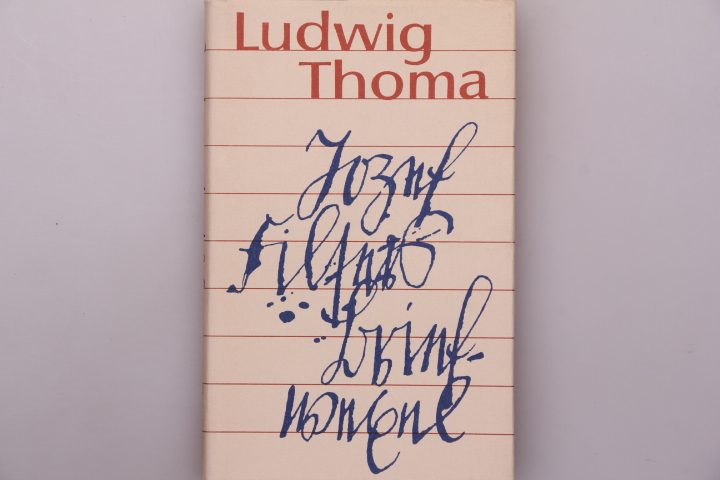 Ludwig
Thoma
Jozef
Filsers
Brief-
wexel